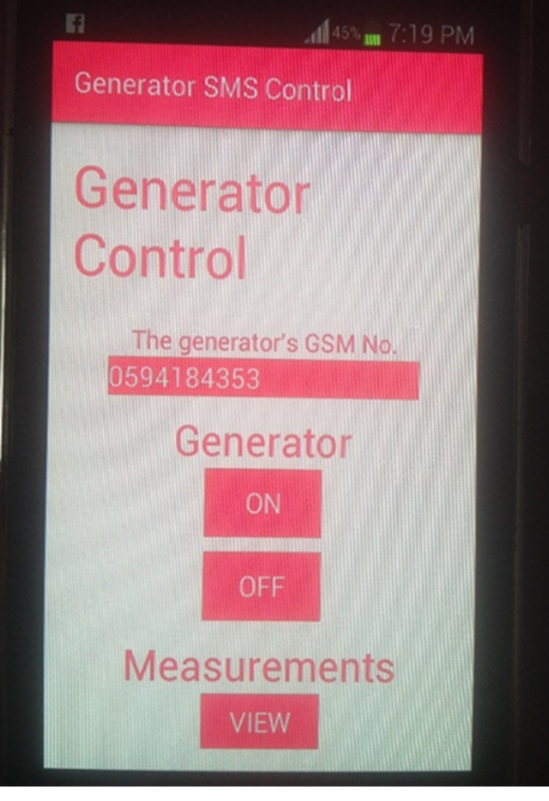 45% 7:19 PM
Generator SMS Control
Generator
Control
The generator's GSM No.
0594184353
Generator
ON
OFF
Measurements
VIEW